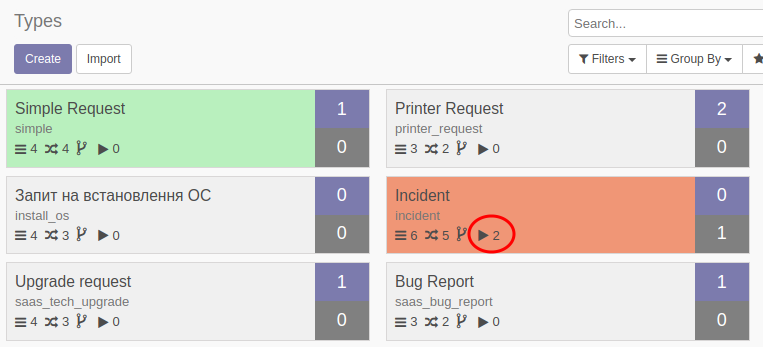 Types
Search...
Create Import
Filters Group By
Simple Request 1
simple
4 4 0 0
Printer Request 2
printer_request
3 2 0 0
Запит на встановлення ОС 0
install_os
4 3 0 0
Incident 0
incident
6 5 2 1
Upgrade request 1
saas_tech_upgrade
4 3 0 0
Bug Report 1
saas_bug_report
3 2 0 0